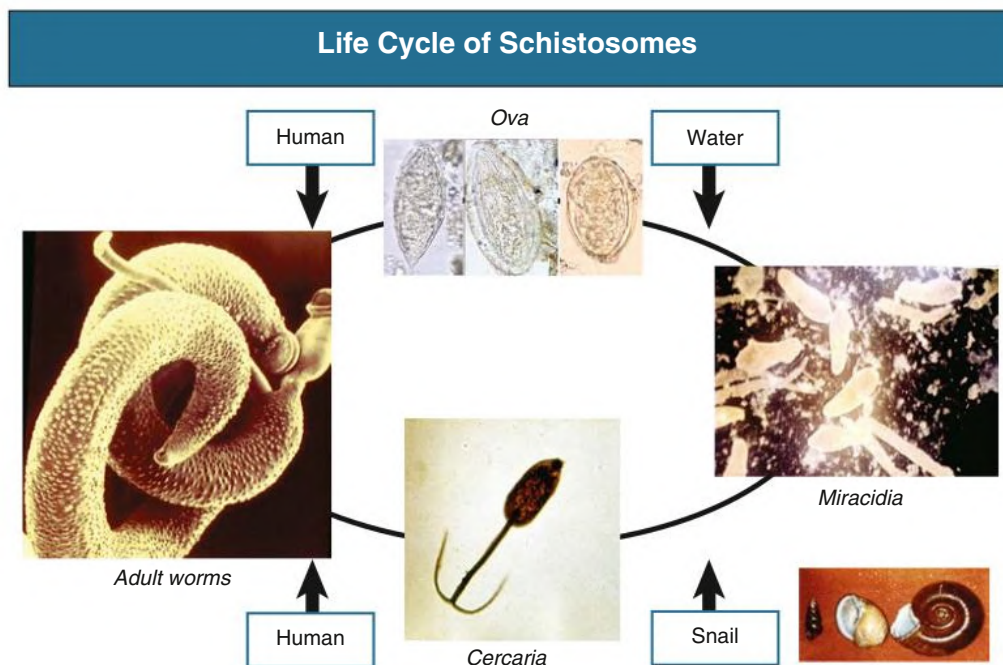 Life Cycle of Schistosomes
Human
Ova
Water
Miracidia
Adult worms
Human
Cercaria
Snail